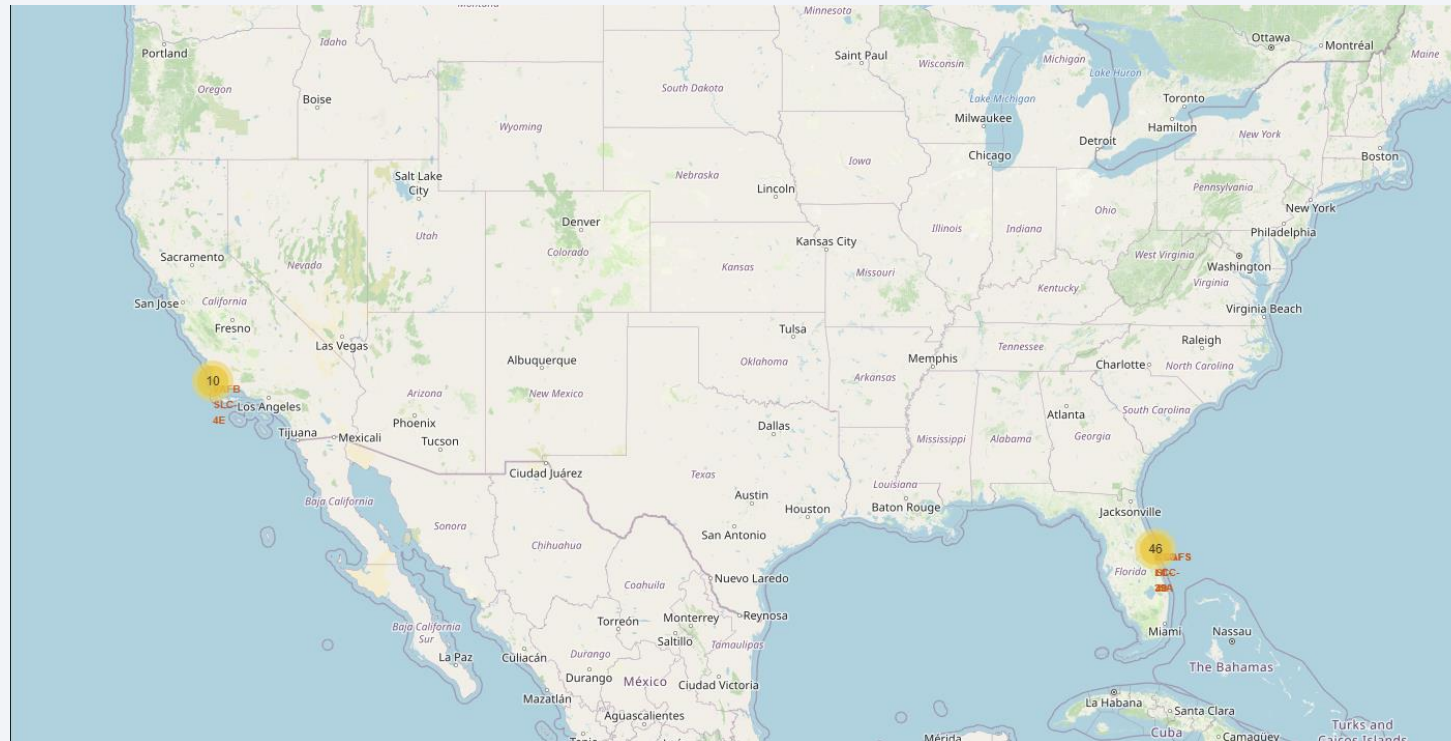 Minnesota
Ottawa
Montréal
Portland
Idaho
Saint Paul
Wisconsin
Michigan
Maine
Lake Huron
Oregon
Boise
South Dakota
Lake Michigan
Toronto
Wyoming
Milwaukee
Hamilton
New York
Detroit
Chicago
Boston
Iowa
Salt Lake
City
Nebraska
Lincoln
Pennsylvania
New York
Denver
Ohio
Utah
Illinois
Indiana
Philadelphia
Sacramento
Colorado
Kansas City
Nevada
Kansas
Missouri
West Virginia
Washington
Virginia
San Jose
California
Kentucky
Fresno
Virginia Beach
Las Vegas
Tulsa
Raleigh
Albuquerque
Oklahoma
Memphis
Tennessee
Charlotte
North Carolina
10
Arizona
New Mexico
Arkansas
SLC-
Los Angeles
4E
South Carolina
Phoenix
Atlanta
Tijuana
Mexicali
Tucson
Dallas
Mississippi
Alabama
Georgia
Ciudad Juárez
Texas
Louisiana
Baja California
Austin
Houston
Baton Rouge
Jacksonville
Sonora
San Antonio
Chihuahua
46
Florida
Coahuila
Nuevo Laredo
Torreón
Monterrey
Reynosa
Baja California
Sur
Saltillo
Tamaulipas
Miami
Nassau
La Paz
Culiacán
Durango
The Bahamas
Durango
México
Ciudad Victoria
Mazatlán
La Habana
Santa Clara
Aguascalientes
Turks and
Caicos Islands
Cuba
Camagüey
Mérida